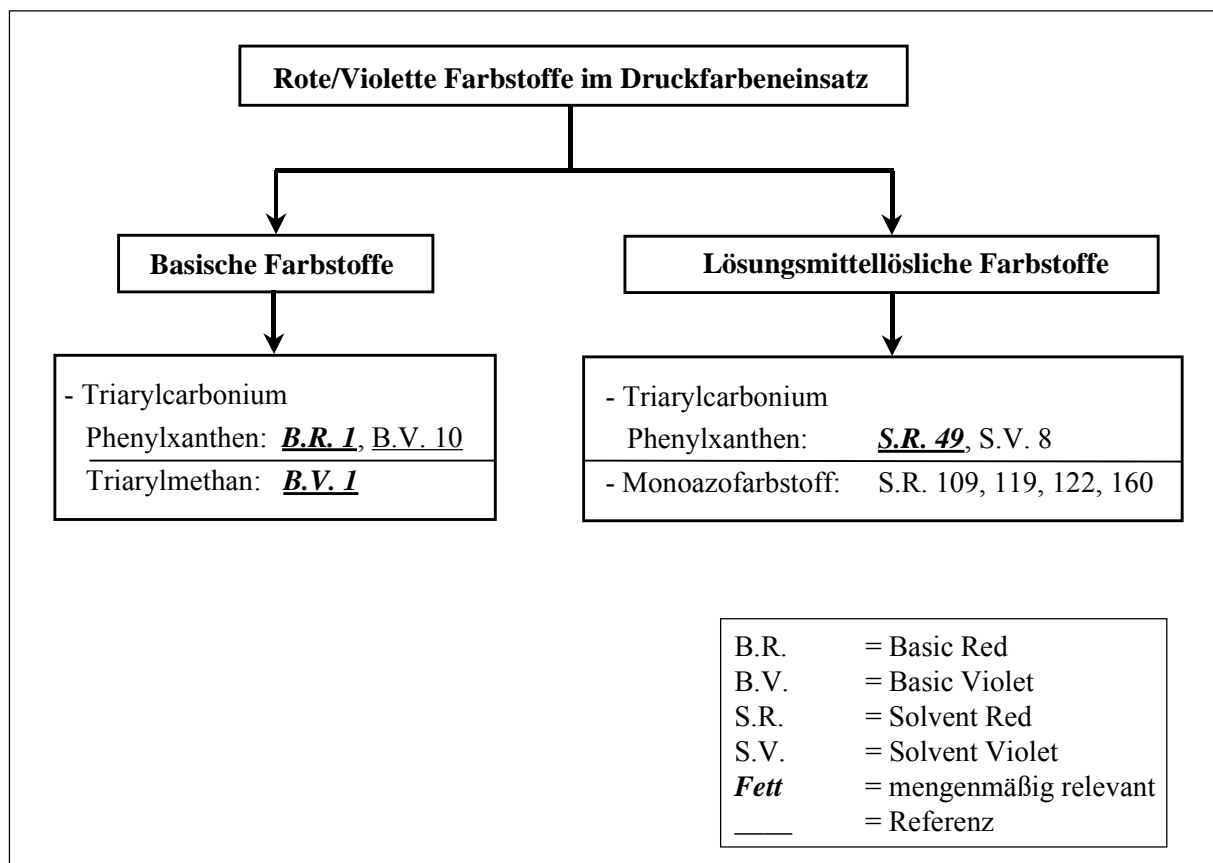 Rote/Violette Farbstoffe im Druckfarbeneinsatz
Basische Farbstoffe
Lösungsmittellösliche Farbstoffe
- Triarylcarbonium
Phenylxanthen: B.R. 1, B.V. 10
Triarylmethan: B.V. 1
- Triarylcarbonium
Phenylxanthen: S.R. 49, S.V. 8
- Monoazofarbstoff: S.R. 109, 119, 122, 160
B.R. = Basic Red
B.V. = Basic Violet
S.R. = Solvent Red
S.V. = Solvent Violet
Fett = mengenmäßig relevant
____ = Referenz